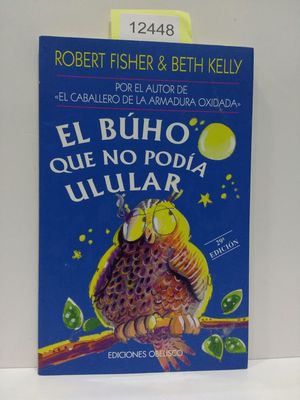 12448
ROBERT FISHER & BETH KELLY
POR EL AUTOR DE
«EL CABALLERO DE LA ARMADURA OXIDADA»
EL BÚHO
QUE NO PODÍA
ULULAR
29ª EDICIÓN
EDICIONES OBELISCO